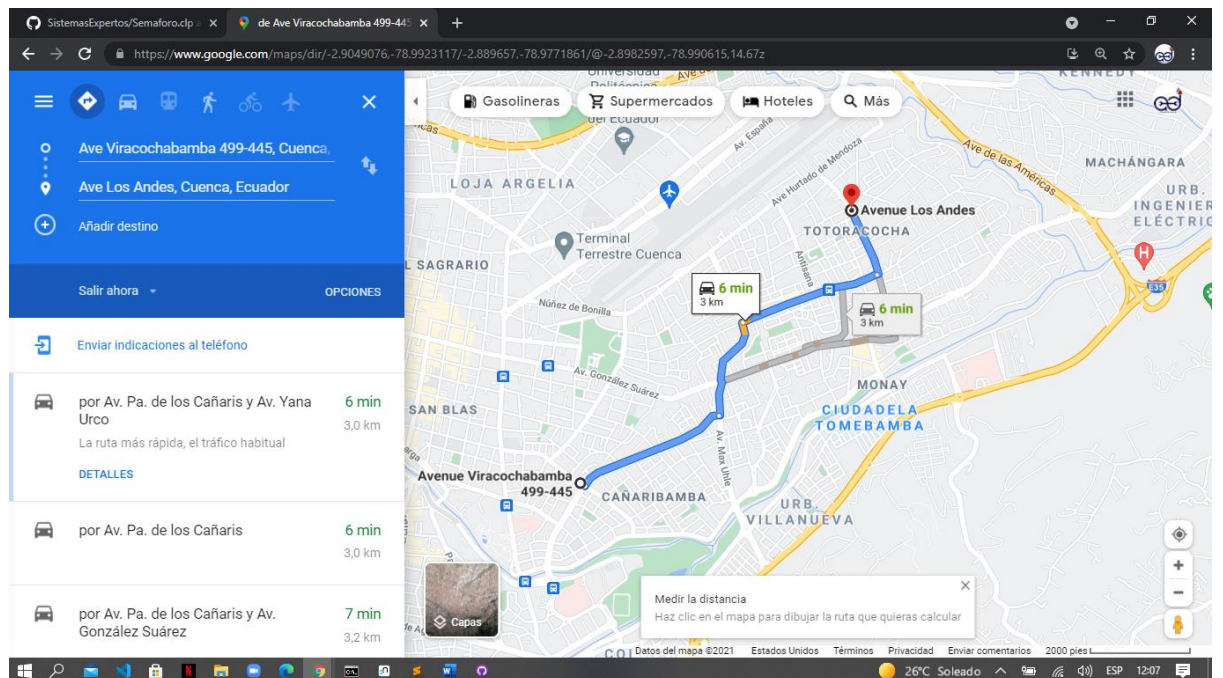 SistemasExpertos/Semaforo.clp a
de Ave Viracochabamba 499-445
https://www.google.com/maps/dir/-2.9049076,-78.9923117/-2.889657,-78.9771861/@-2.8982597,-78.990615,14.67z
Ave Viracochabamba 499-445, Cuenca,
Ave Los Andes, Cuenca, Ecuador
Añadir destino
Salir ahora
OPCIONES
Enviar indicaciones al teléfono
por Av. Pa. de los Cañaris y Av. Yana
Urco
6 min
3,0 km
La ruta más rápida, el tráfico habitual
DETALLES
por Av. Pa. de los Cañaris
6 min
3,0 km
por Av. Pa. de los Cañaris y Av.
González Suárez
7 min
3,2 km
Gasolineras
Supermercados
Hoteles
Más
Universidad
Politécnica
del Ecuador
Av. España
Ave Hurtado de Mendoza
Ave de las Américas
KENNEDY
MACHÁNGARA
URB.
INGENIER
ELÉCTRIC
LOJA ARGELIA
Avenue Los Andes
TOTORACOCHA
Terminal
Terrestre Cuenca
L SAGRARIO
Antisana
H
E35
6 min
3 km
6 min
3 km
Núñez de Bonilla
Av. González Suárez
MONAY
SAN BLAS
CIUDADELA
TOMEBAMBA
Av. Max Uhle
Avenue Viracochabamba
499-445
CAÑARIBAMBA
URB.
VILLANUEVA
Capas
Medir la distancia
Haz clic en el mapa para dibujar la ruta que quieras calcular
Datos del mapa ©2021
Estados Unidos
Términos
Privacidad
Enviar comentarios
2000 pies
26°C Soleado
ESP
12:07